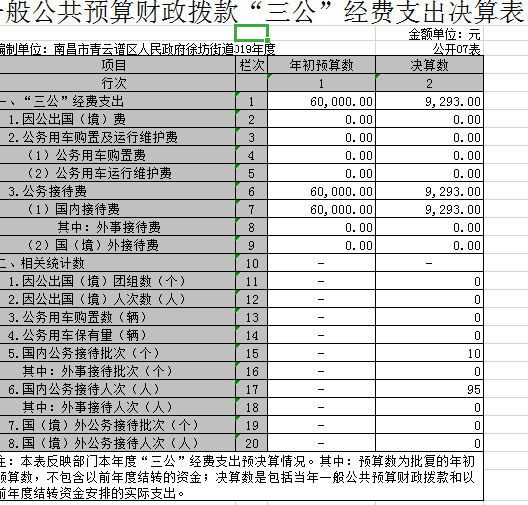 般公共预算财政拨款“三公”经费支出决算表
金额单位：元
编制单位：南昌市青云谱区人民政府徐坊街道 019年度 公开07表
项目 栏次 年初预算数 决算数
行次 1 2
一、“三公”经费支出 1 60,000.00 9,293.00
1.因公出国（境）费 2 0.00 0.00
2.公务用车购置及运行维护费 3 0.00 0.00
（1）公务用车购置费 4 0.00 0.00
（2）公务用车运行维护费 5 0.00 0.00
3.公务接待费 6 60,000.00 9,293.00
（1）国内接待费 7 60,000.00 9,293.00
其中：外事接待费 8 0.00 0.00
（2）国（境）外接待费 9 0.00 0.00
二、相关统计数 10 – –
1.因公出国（境）团组数（个） 11 – 0
2.因公出国（境）人次数（人） 12 – 0
3.公务用车购置数（辆） 13 – 0
4.公务用车保有量（辆） 14 – 0
5.国内公务接待批次（个） 15 – 10
其中：外事接待批次（个） 16 – 0
6.国内公务接待人次（人） 17 – 95
其中：外事接待人次（人） 18 – 0
7.国（境）外公务接待批次（个） 19 – 0
8.国（境）外公务接待人次（人） 20 – 0
注：本表反映部门本年度“三公”经费支出预决算情况。其中：预算数为批复的年初
预算数，不包含以前年度结转的资金；决算数是包括当年一般公共预算财政拨款和以
前年度结转资金安排的实际支出。